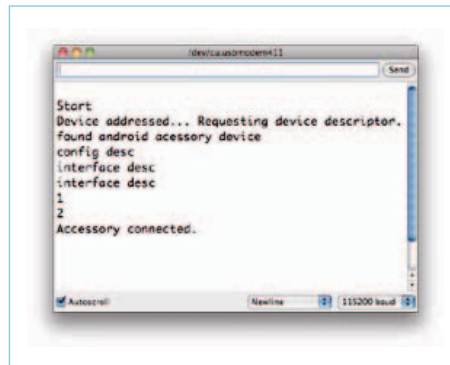 /dev/cu.usbmodem411
Send
Start
Device addressed... Requesting device descriptor.
found android acessory device
config desc
interface desc
interface desc
1
2
Accessory connected.
Autoscroll
Newline
115200 baud